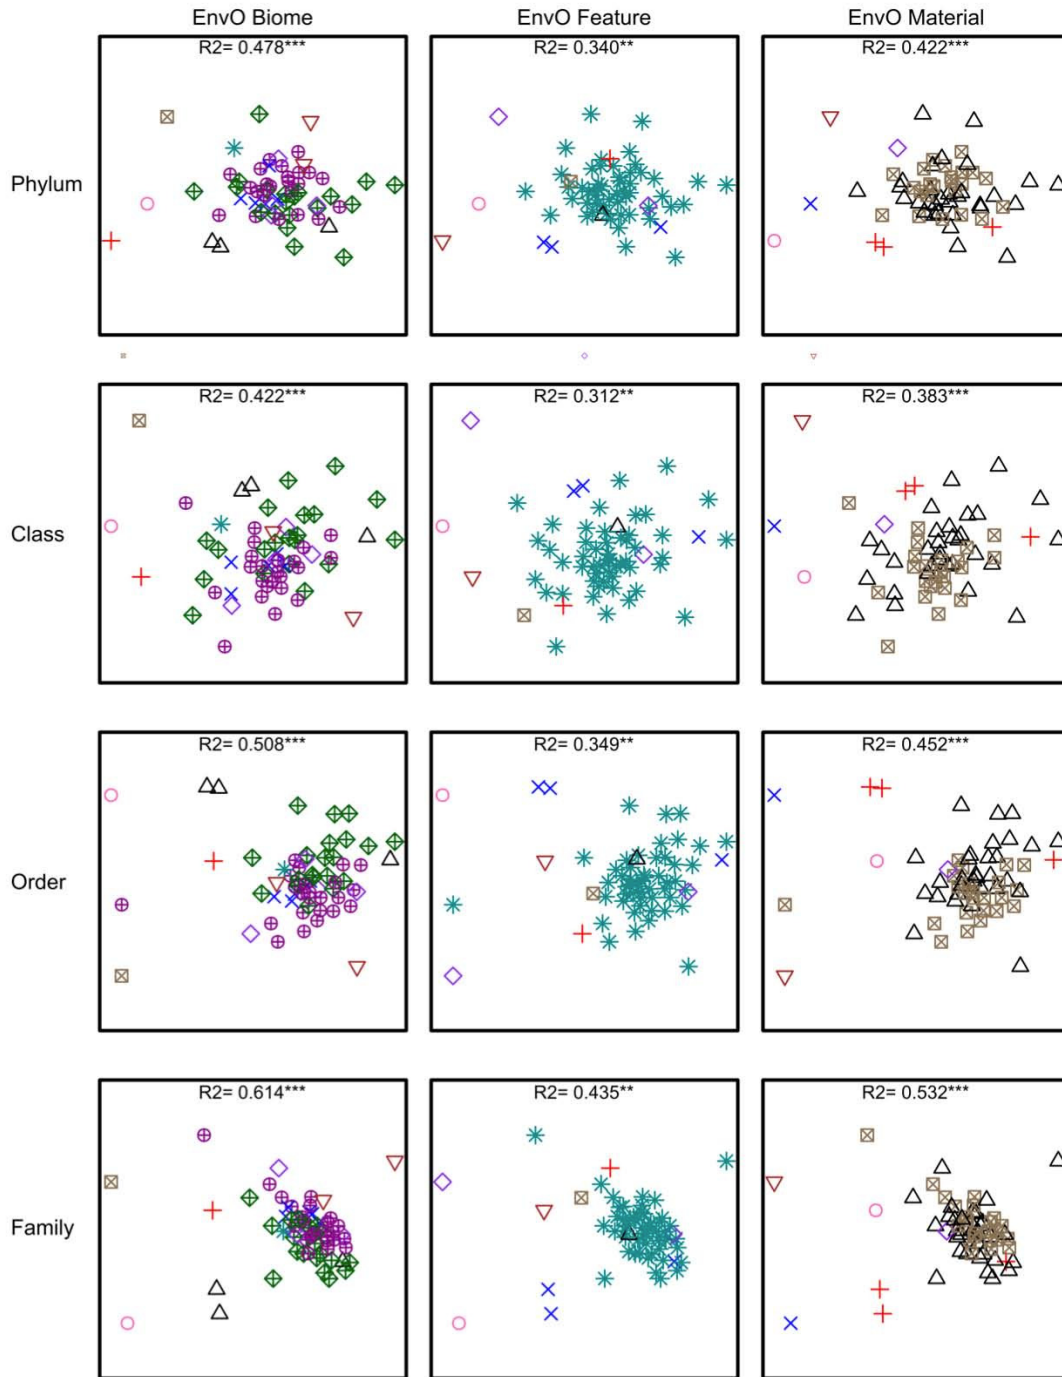 EnvO Biome EnvO Feature EnvO Material
R2= 0.478*** R2= 0.340** R2= 0.422***
Phylum
R2= 0.422*** R2= 0.312** R2= 0.383***
Class
R2= 0.508*** R2= 0.349** R2= 0.452***
Order
R2= 0.614*** R2= 0.435** R2= 0.532***
Family